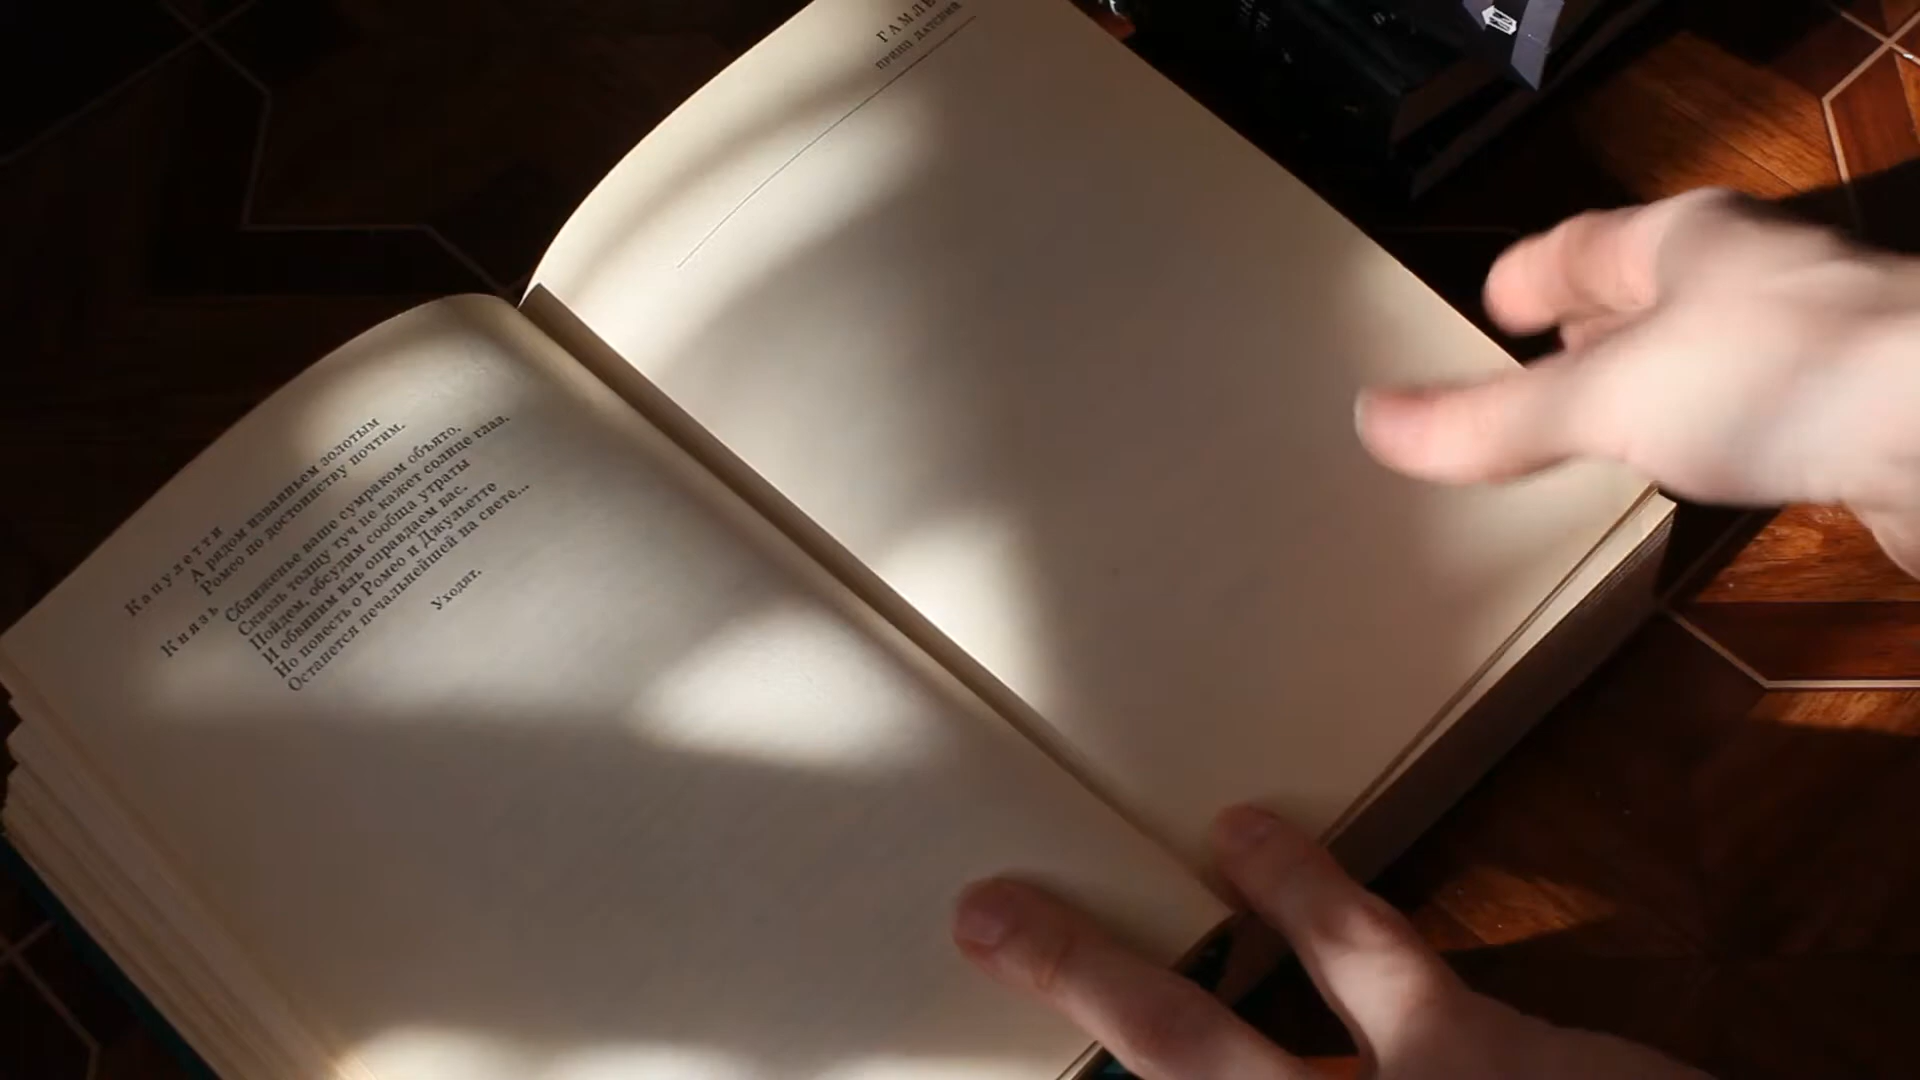 Капулетти
А рядом изваяньем золотым
Ромео по достоинству почтим.
Князь
Сближенье ваше сумраком объято.
Сквозь толщу туч не кажет солнце глаз.
Пойдем, обсудим сообща утраты
И обвиним иль оправдаем вас.
Но повесть о Ромео и Джульетте
Останется печальнейшей на свете...
Уходят.
ГАМЛЕ
ПРИНЦ ДАТСКИЙ